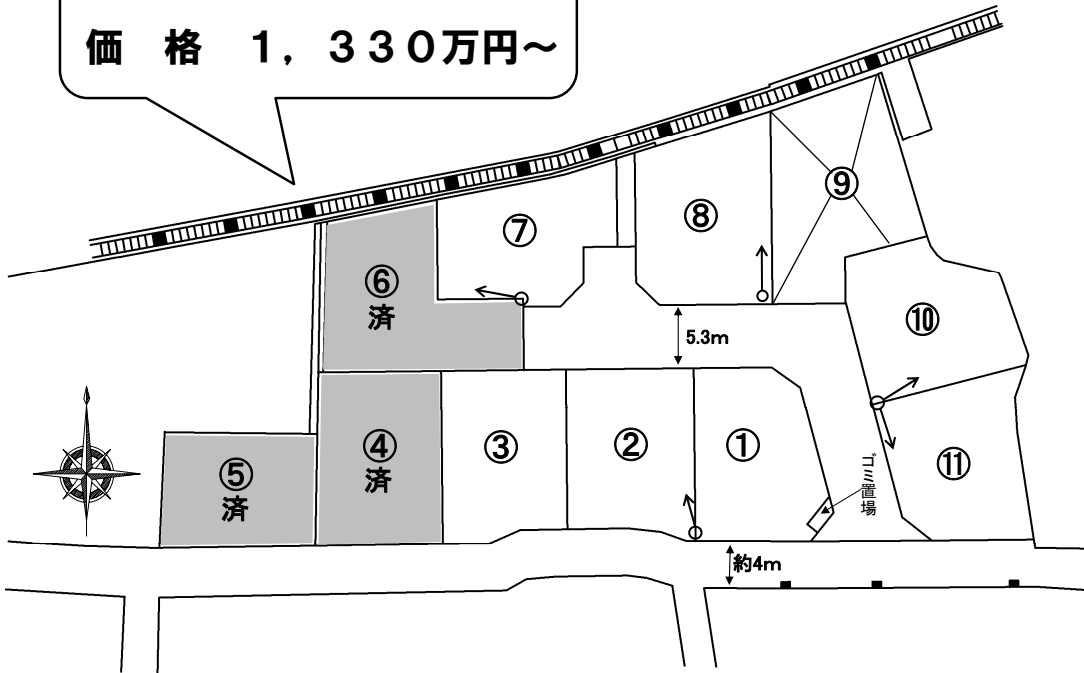 価 格 1,330万円~
⑨
⑧
⑦
⑥
済
⑩
5.3m
①
②
③
④
済
⑤
済
⑪
ゴミ置場
約4m